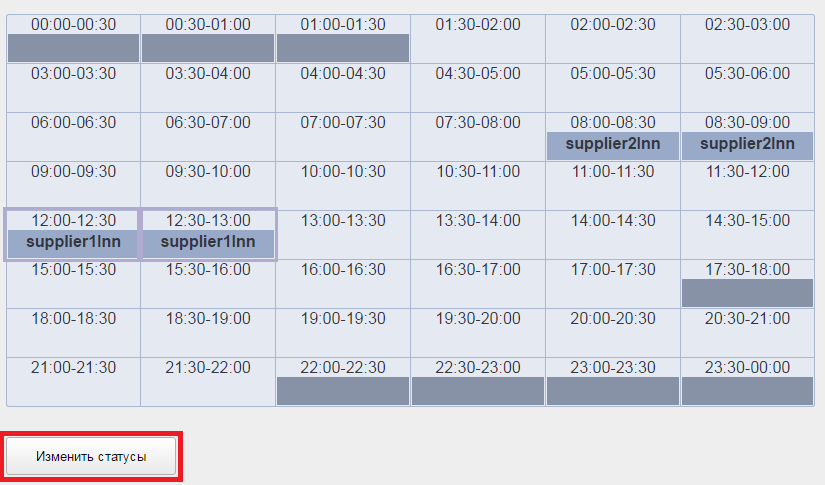 00:00-00:30 00:30-01:00 01:00-01:30 01:30-02:00 02:00-02:30 02:30-03:00
03:00-03:30 03:30-04:00 04:00-04:30 04:30-05:00 05:00-05:30 05:30-06:00
06:00-06:30 06:30-07:00 07:00-07:30 07:30-08:00 08:00-08:30 08:30-09:00
supplier2Inn supplier2Inn
09:00-09:30 09:30-10:00 10:00-10:30 10:30-11:00 11:00-11:30 11:30-12:00
12:00-12:30 12:30-13:00 13:00-13:30 13:30-14:00 14:00-14:30 14:30-15:00
supplier1Inn supplier1Inn
15:00-15:30 15:30-16:00 16:00-16:30 16:30-17:00 17:00-17:30 17:30-18:00
18:00-18:30 18:30-19:00 19:00-19:30 19:30-20:00 20:00-20:30 20:30-21:00
21:00-21:30 21:30-22:00 22:00-22:30 22:30-23:00 23:00-23:30 23:30-00:00
Изменить статусы